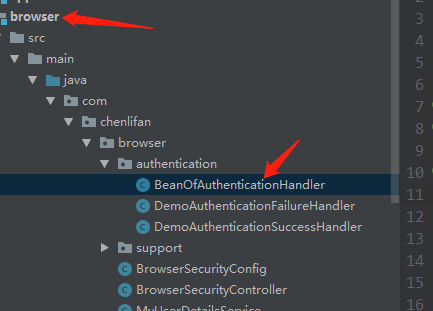 browser
3
src
4
main
5
java
6
com
7
chenlifan
8
browser
authentication
9
BeanOfAuthenticationHandler
10
DemoAuthenticationFailureHandler
11
12
DemoAuthenticationSuccessHandler
13
support
14
BrowserSecurityConfig
15
BrowserSecurityController
16